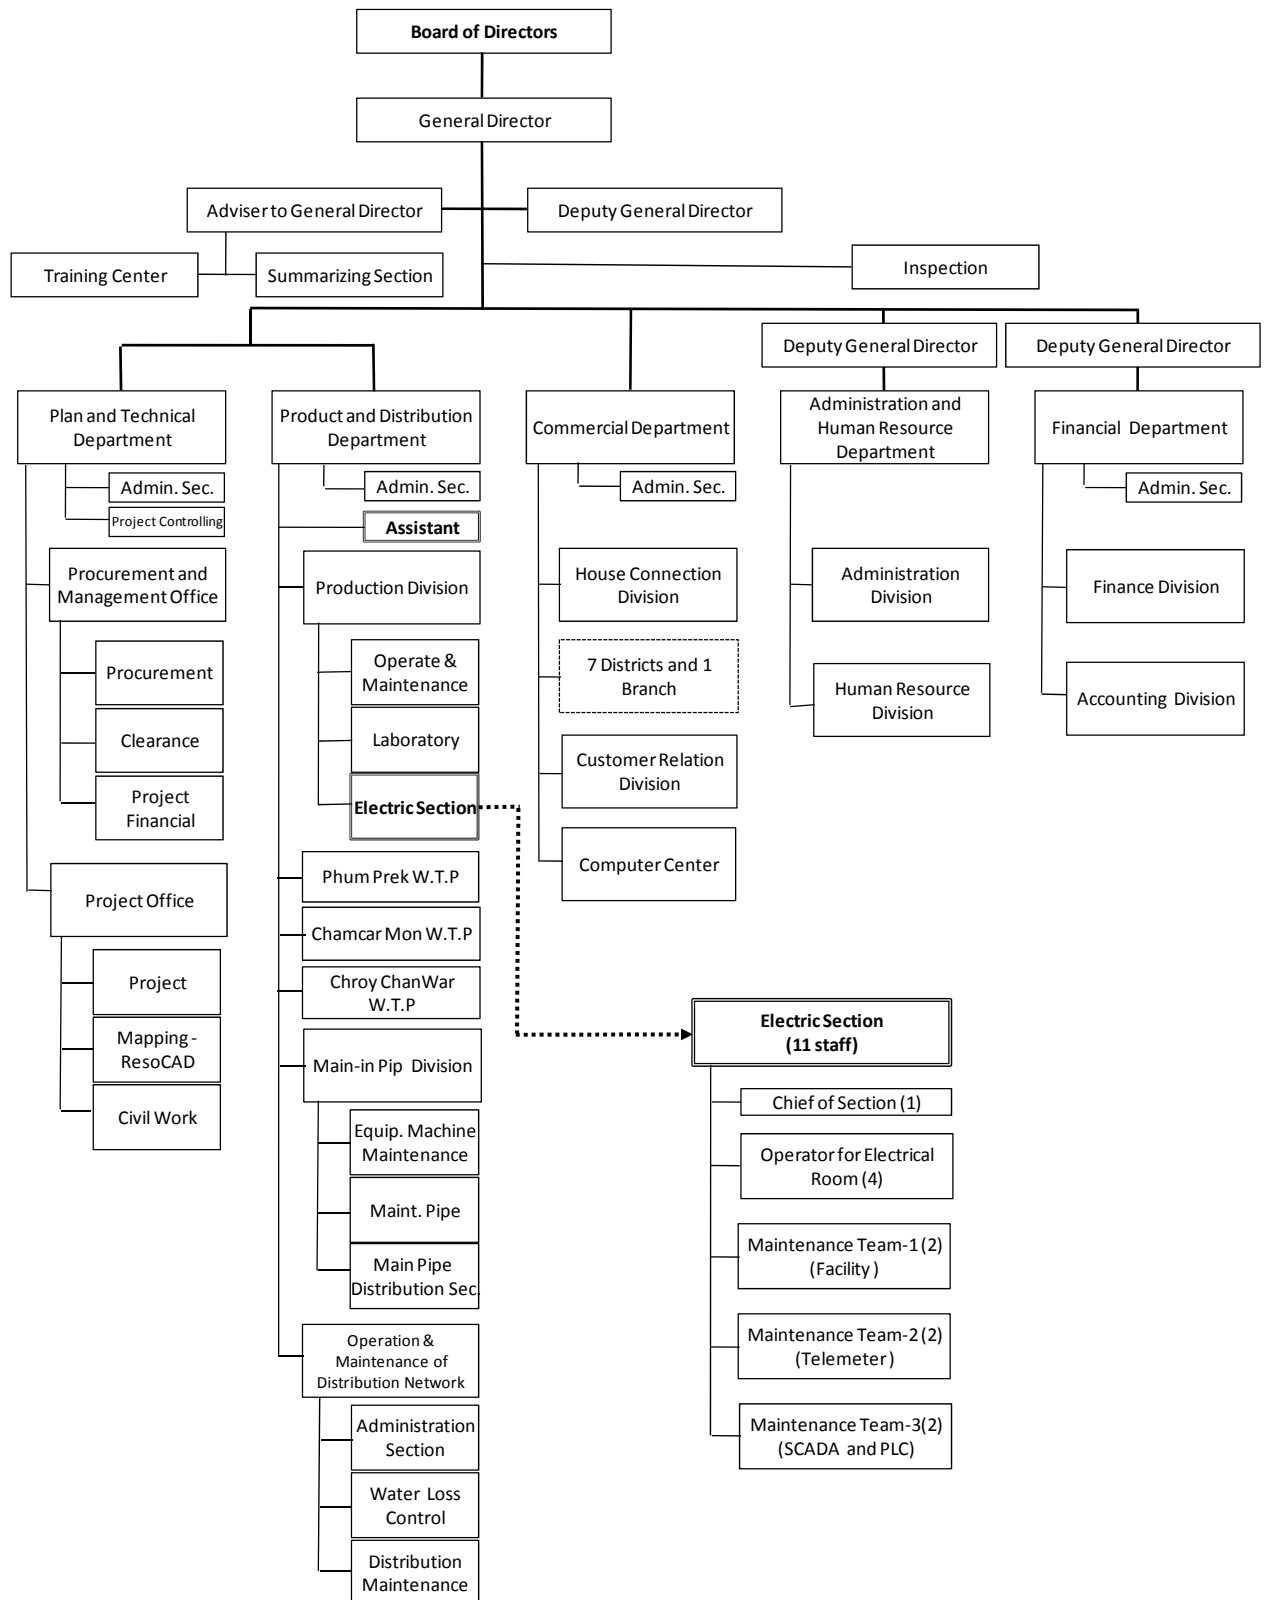 Board of Directors
General Director
Adviser to General Director
Deputy General Director
Training Center
Summarizing Section
Inspection
Deputy General Director
Deputy General Director
Plan and Technical
Department
Admin. Sec.
Project Controlling
Procurement and
Management Office
Procurement
Clearance
Project
Financial
Project Office
Project
Mapping -
ResoCAD
Civil Work
Product and Distribution
Department
Admin. Sec.
Assistant
Production Division
Operate &
Maintenance
Laboratory
Electric Section
Phum Prek W.T.P
Chamcar Mon W.T.P
Chroy ChanWar
W.T.P
Main-in Pip Division
Equip. Machine
Maintenance
Maint. Pipe
Main Pipe
Distribution Sec.
Operation &
Maintenance of
Distribution Network
Administration
Section
Water Loss
Control
Distribution
Maintenance
Commercial Department
Admin. Sec.
House Connection
Division
7 Districts and 1
Branch
Customer Relation
Division
Computer Center
Administration and
Human Resource
Department
Administration
Division
Human Resource
Division
Financial Department
Admin. Sec.
Finance Division
Accounting Division
Electric Section
(11 staff)
Chief of Section (1)
Operator for Electrical
Room (4)
Maintenance Team-1 (2)
(Facility )
Maintenance Team-2 (2)
(Telemeter )
Maintenance Team-3(2)
(SCADA and PLC)